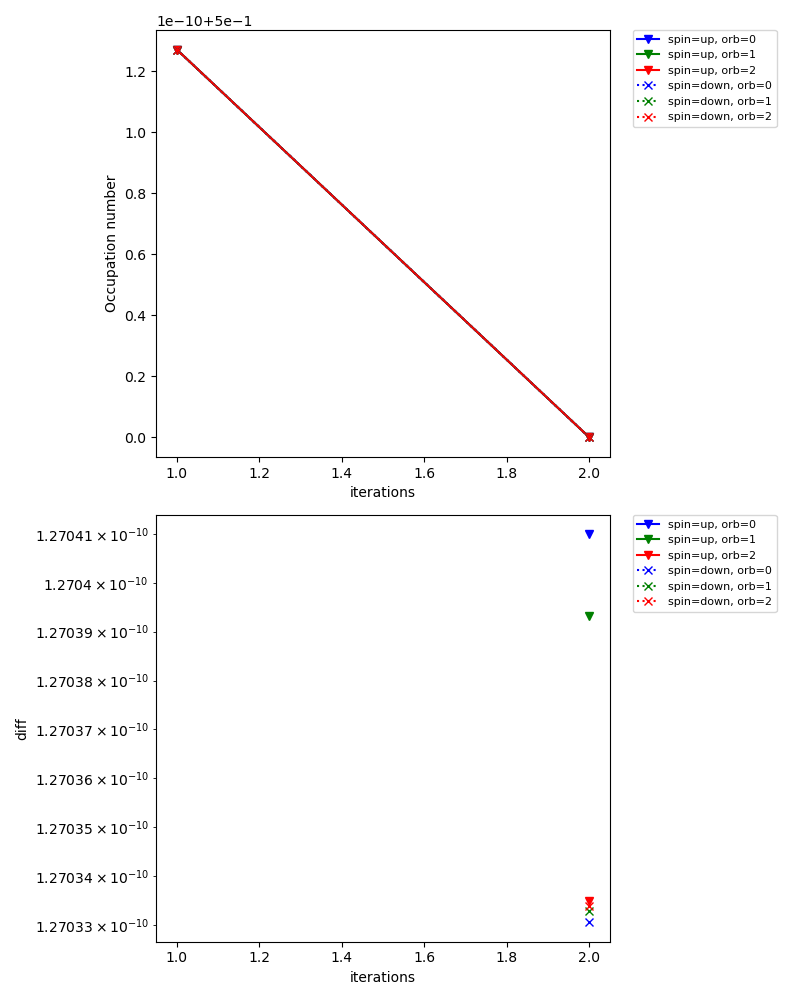 1e−10+5e−1
1.2
1.0
0.8
0.6
0.4
0.2
0.0
Occupation number
1.0 1.2 1.4 1.6 1.8 2.0
iterations
spin=up, orb=0
spin=up, orb=1
spin=up, orb=2
spin=down, orb=0
spin=down, orb=1
spin=down, orb=2
1.27041 × 10⁻¹⁰
1.2704 × 10⁻¹⁰
1.27039 × 10⁻¹⁰
1.27038 × 10⁻¹⁰
1.27037 × 10⁻¹⁰
1.27036 × 10⁻¹⁰
1.27035 × 10⁻¹⁰
1.27034 × 10⁻¹⁰
1.27033 × 10⁻¹⁰
diff
1.0 1.2 1.4 1.6 1.8 2.0
iterations
spin=up, orb=0
spin=up, orb=1
spin=up, orb=2
spin=down, orb=0
spin=down, orb=1
spin=down, orb=2